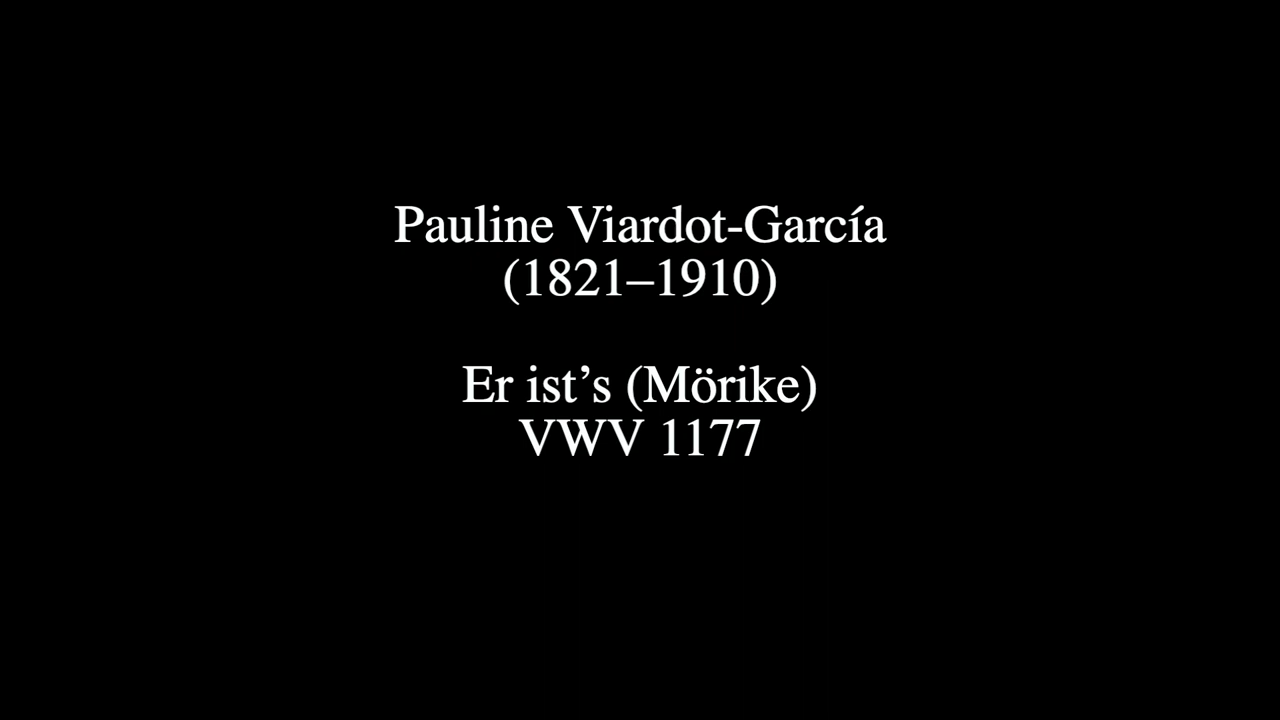 Pauline Viardot-García
(1821–1910)
Er ist’s (Mörike)
VWV 1177